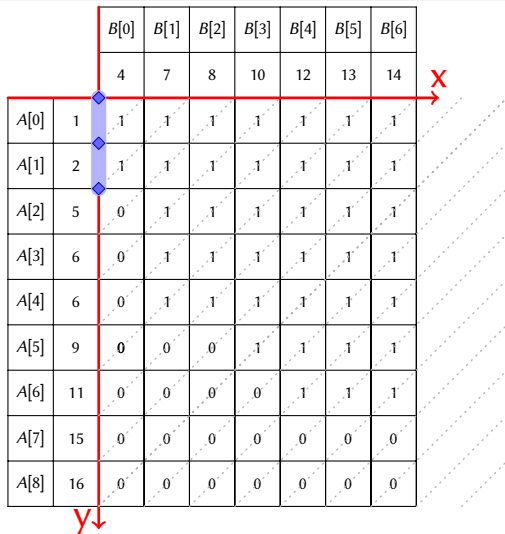 B[0] B[1] B[2] B[3] B[4] B[5] B[6]
4 7 8 10 12 13 14
x
A[0] 1 1 1 1 1 1 1 1
A[1] 2 1 1 1 1 1 1 1
A[2] 5 0 1 1 1 1 1 1
A[3] 6 0 1 1 1 1 1 1
A[4] 6 0 1 1 1 1 1 1
A[5] 9 0 0 0 1 1 1 1
A[6] 11 0 0 0 0 1 1 1
A[7] 15 0 0 0 0 0 0 0
A[8] 16 0 0 0 0 0 0 0
y